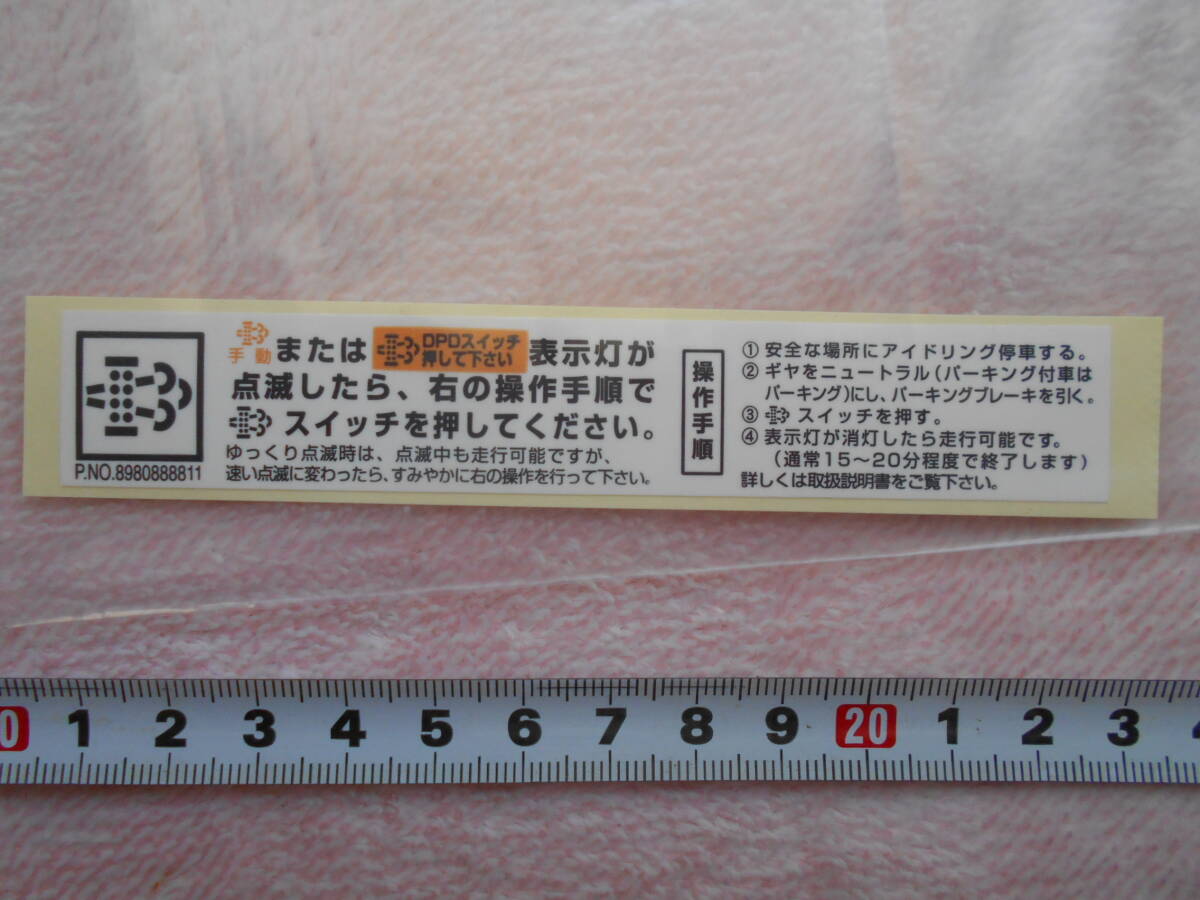 P.NO.8980888811
手動 または DPDスイッチ 押して下さい 表示灯が
点滅したら、右の操作手順で
スイッチを押してください。
ゆっくり点滅時は、点滅中も走行可能ですが、
速い点滅に変わったら、すみやかに右の操作を行って下さい。
操作手順
① 安全な場所にアイドリング停車する。
② ギヤをニュートラル(パーキング付車は
パーキング)にし、パーキングブレーキを引く。
③ スイッチを押す。
④ 表示灯が消灯したら走行可能です。
(通常15～20分程度で終了します)
詳しくは取扱説明書をご覧下さい。
0 1 2 3 4 5 6 7 8 9 20 1 2 3